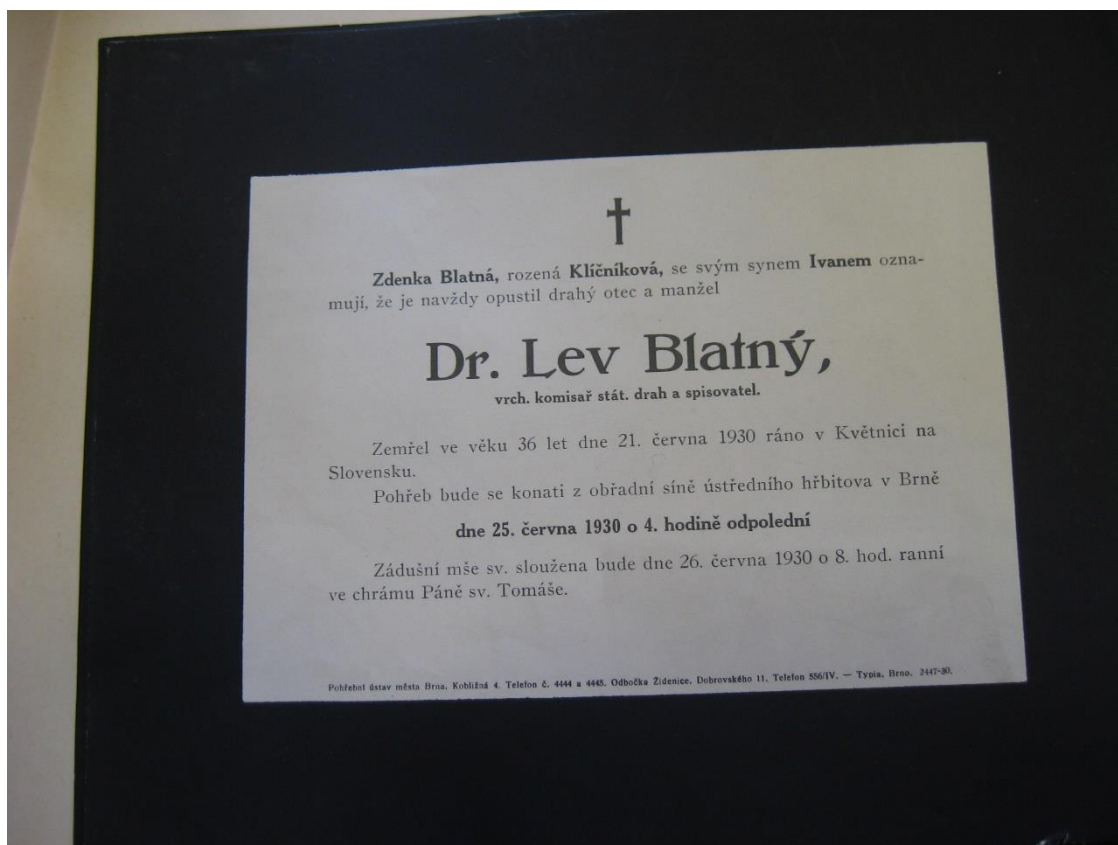 Zdenka Blatná, rozená Klíčníková, se svým synem Ivanem ozna-
mují, že je navždy opustil drahý otec a manžel
Dr. Lev Blatný,
vrch. komisař stát. drah a spisovatel.
Zemřel ve věku 36 let dne 21. června 1930 ráno v Květnici na
Slovensku.
Pohřeb bude se konati z obřadní síně ústředního hřbitova v Brně
dne 25. června 1930 o 4. hodině odpolední
Zádušní mše sv. sloužena bude dne 26. června 1930 o 8. hod. ranní
ve chrámu Páně sv. Tomáše.
Pohřební ústav města Brna, Kobližná 4. Telefon č. 4444 a 4445. Odbočka Židenice, Dobrovského 11. Telefon 556/IV. — Typia, Brno. 2447-30.